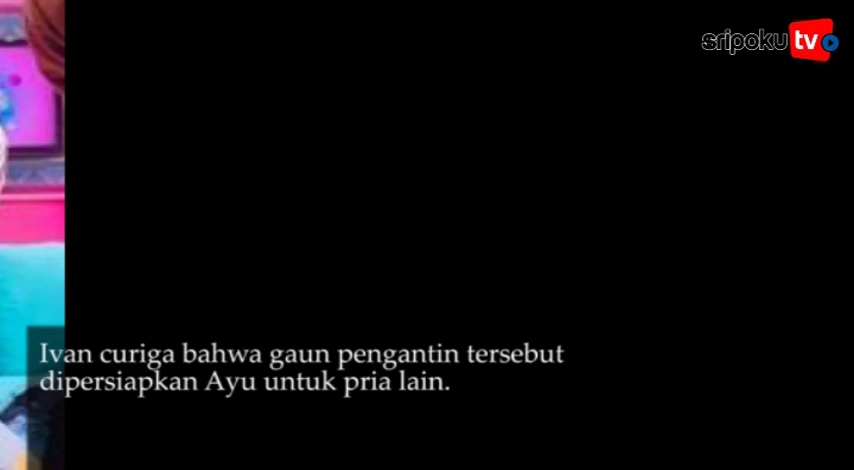 sripoku tv
Ivan curiga bahwa gaun pengantin tersebut
dipersiapkan Ayu untuk pria lain.